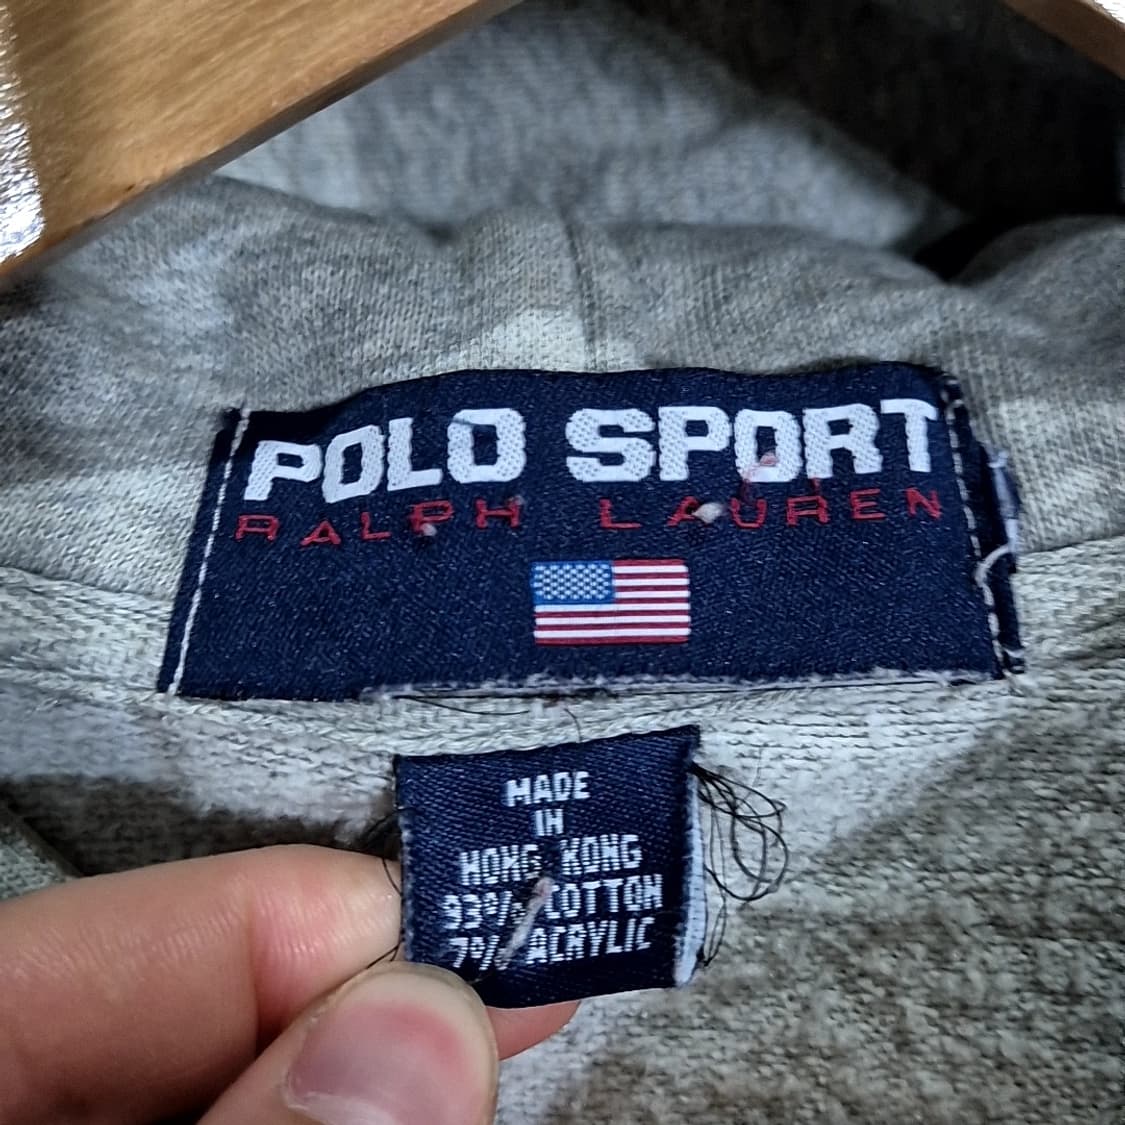 POLO SPORT
RALPH LAUREN
MADE
IN
HONG KONG
93% COTTON
7% ACRYLIC